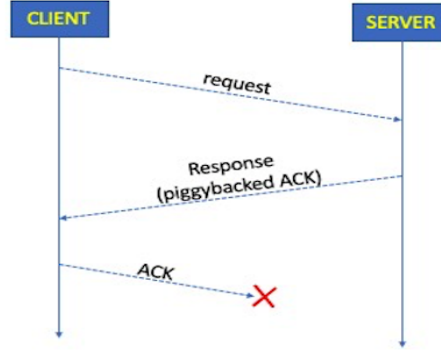 CLIENT
SERVER
request
Response
(piggybacked ACK)
ACK